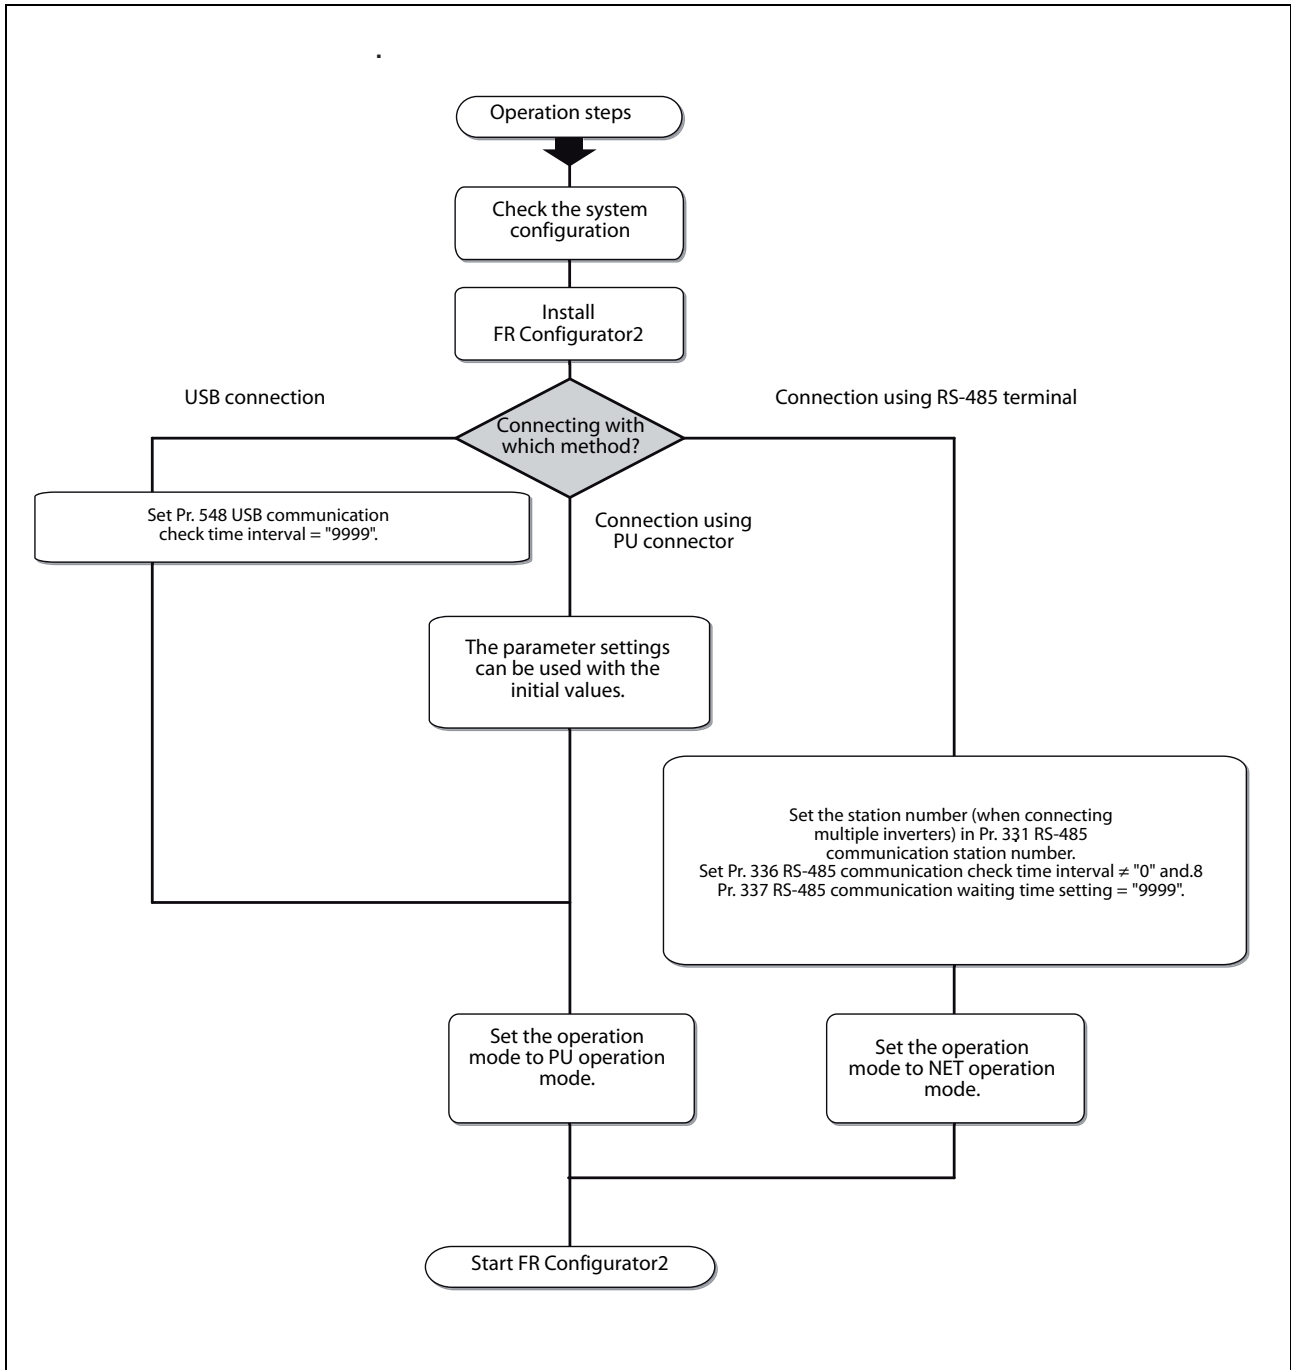 Operation steps
Check the system
configuration
Install
FR Configurator2
USB connection
Connecting with
which method?
Connection using RS-485 terminal
Set Pr. 548 USB communication
check time interval = "9999".
Connection using
PU connector
The parameter settings
can be used with the
initial values.
Set the station number (when connecting
multiple inverters) in Pr. 331 RS-485
communication station number.
Set Pr. 336 RS-485 communication check time interval ≠ "0" and.8
Pr. 337 RS-485 communication waiting time setting = "9999".
Set the operation
mode to PU operation
mode.
Set the operation
mode to NET operation
mode.
Start FR Configurator2